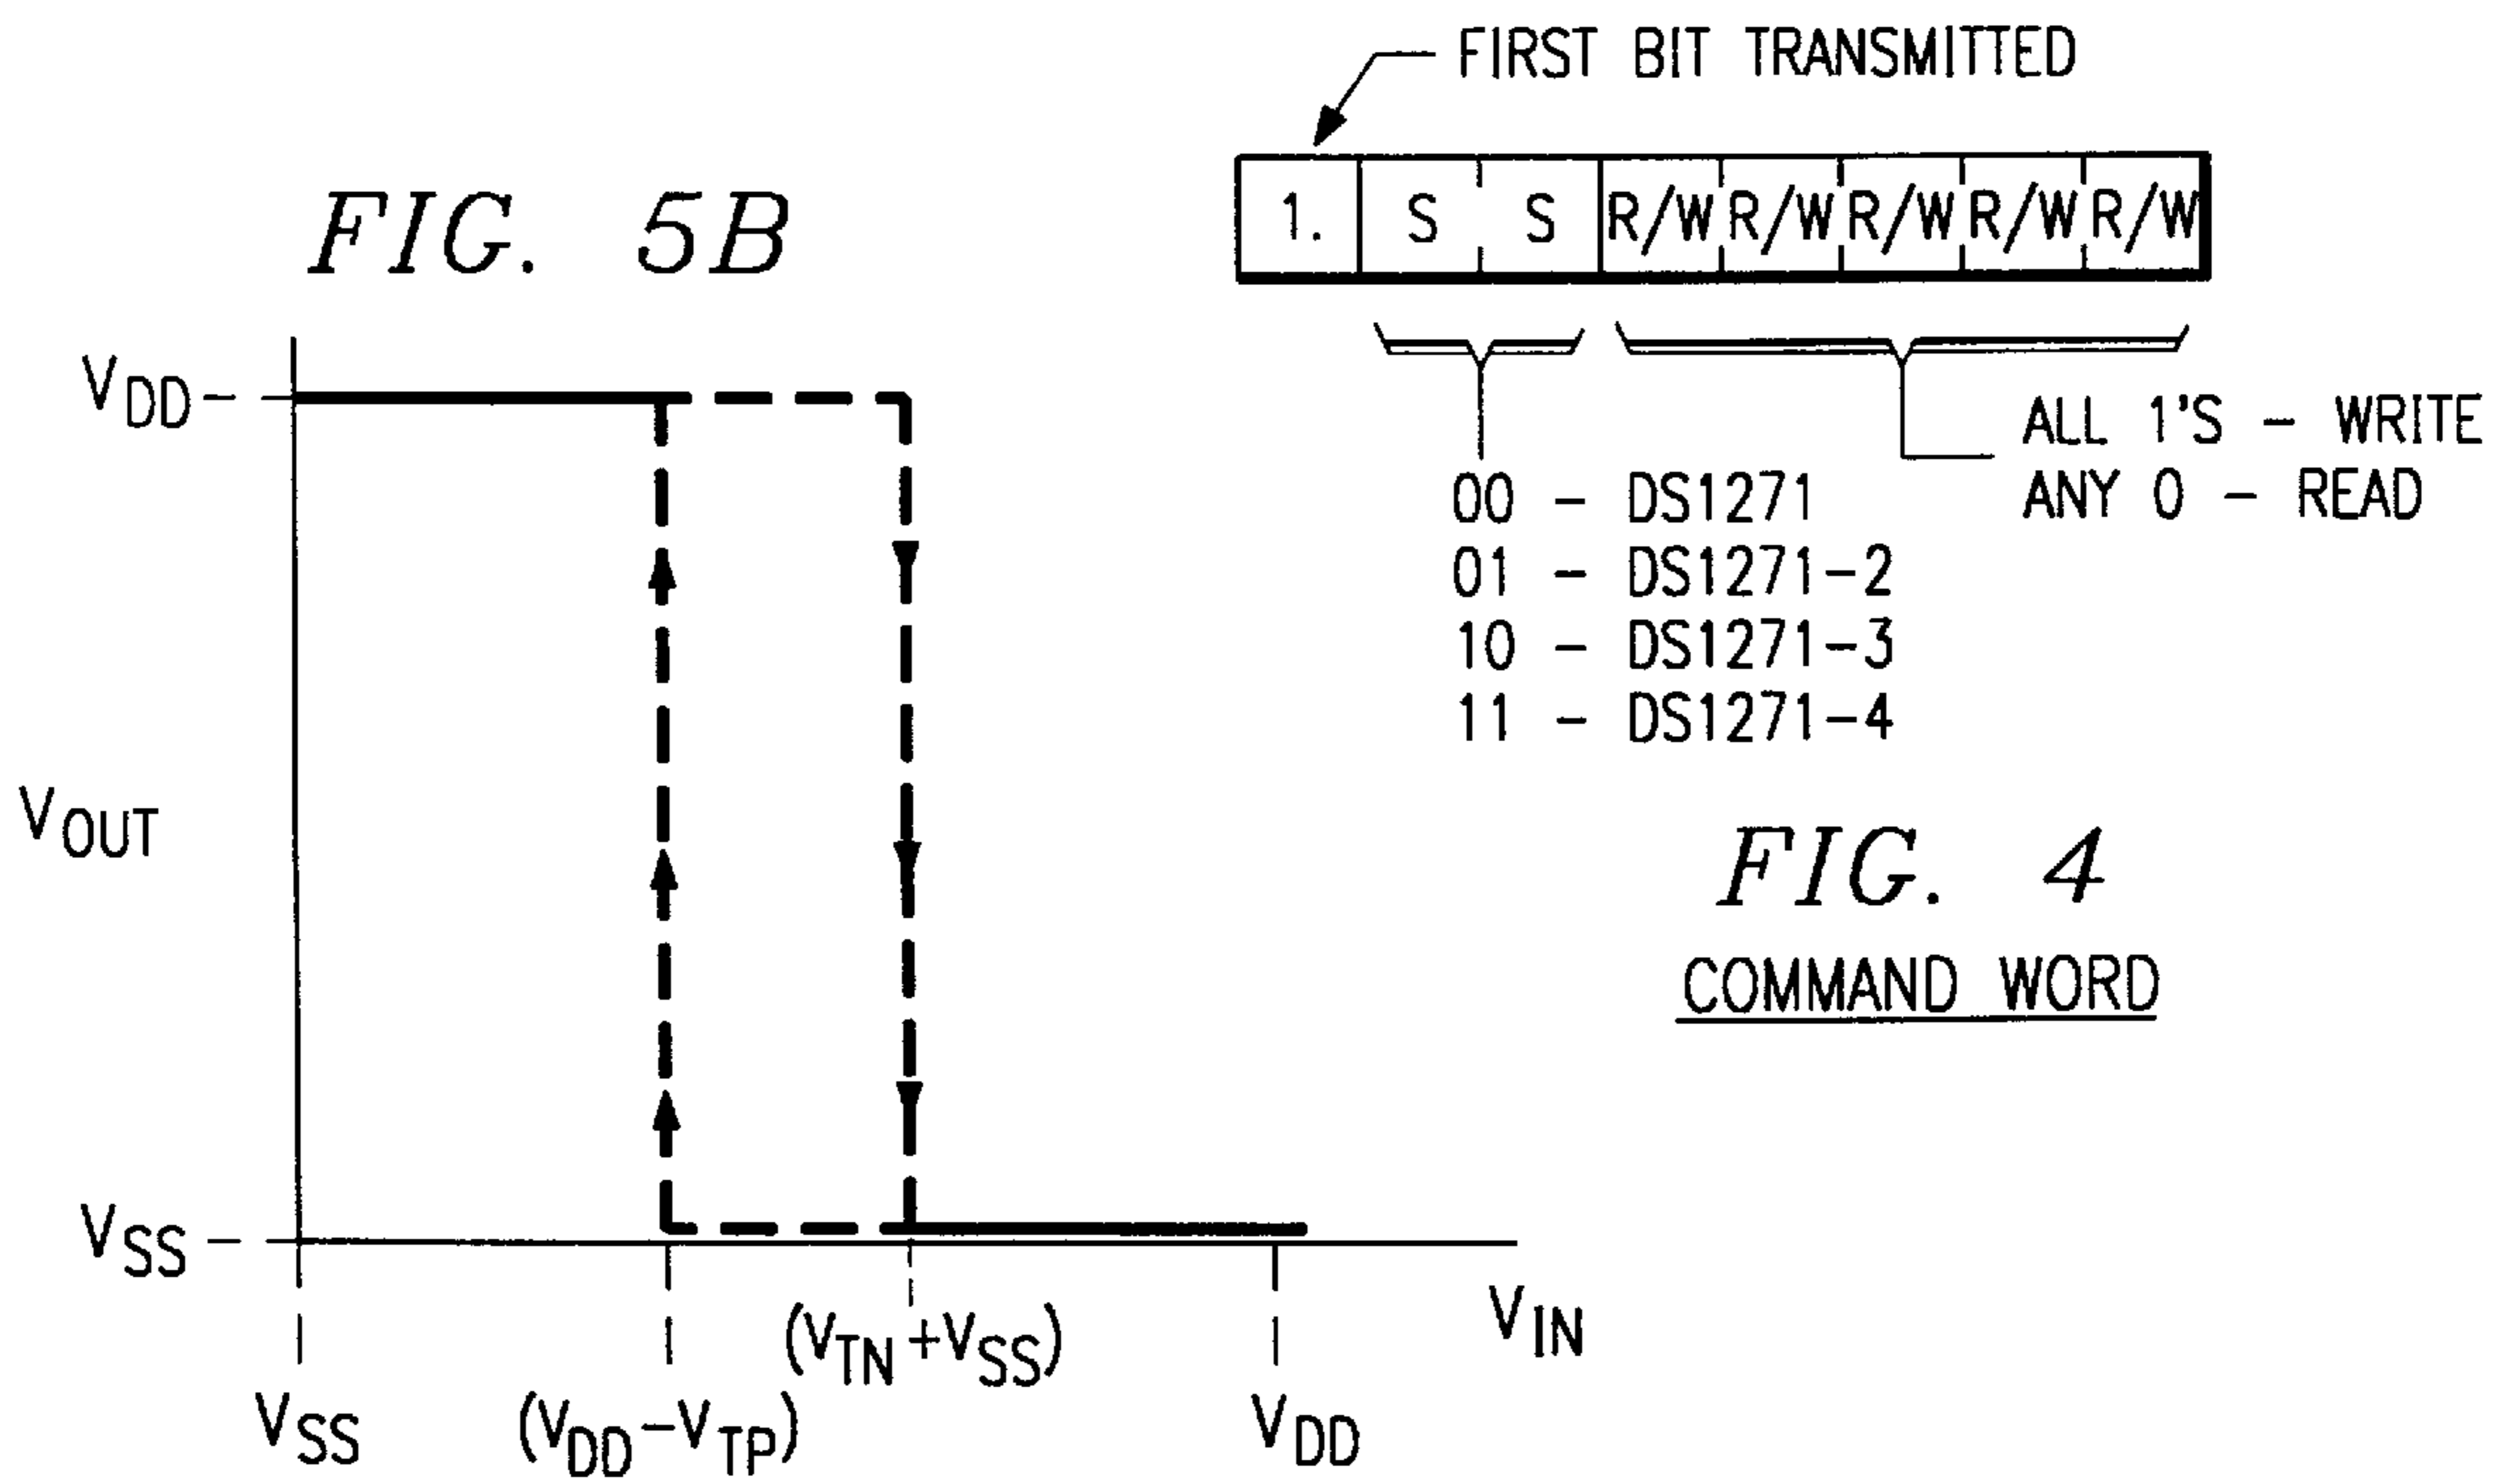 FIRST BIT TRANSMITTED
1. S S R/W R/W R/W R/W R/W
ALL 1'S - WRITE
ANY 0 - READ
00 - DS1271
01 - DS1271-2
10 - DS1271-3
11 - DS1271-4
FIG. 4
COMMAND WORD
FIG. 5B
VDD
VOUT
VSS
VSS
(VDD-VTP)
(VTN+VSS)
VDD
VIN